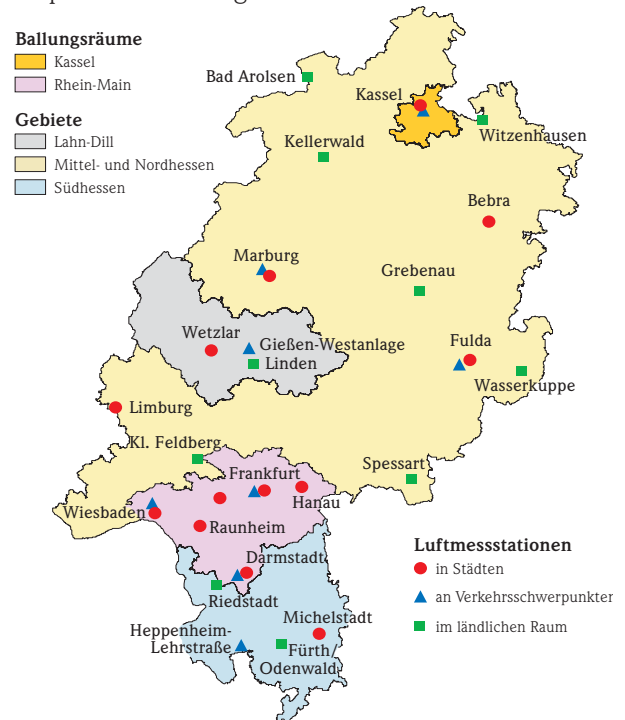 Ballungsräume
Kassel
Rhein-Main
Gebiete
Lahn-Dill
Mittel- und Nordhessen
Südhessen
Bad Arolsen
Kassel
Witzenhausen
Kellerwald
Bebra
Marburg
Grebenau
Wetzlar
Gießen-Westanlage
Linden
Fulda
Wasserkuppe
Limburg
Kl. Feldberg
Spessart
Frankfurt
Hanau
Wiesbaden
Raunheim
Darmstadt
Riedstadt
Michelstadt
Heppenheim-
Lehrstraße
Fürth/
Odenwald
Luftmessstationen
in Städten
an Verkehrsschwerpunkten
im ländlichen Raum